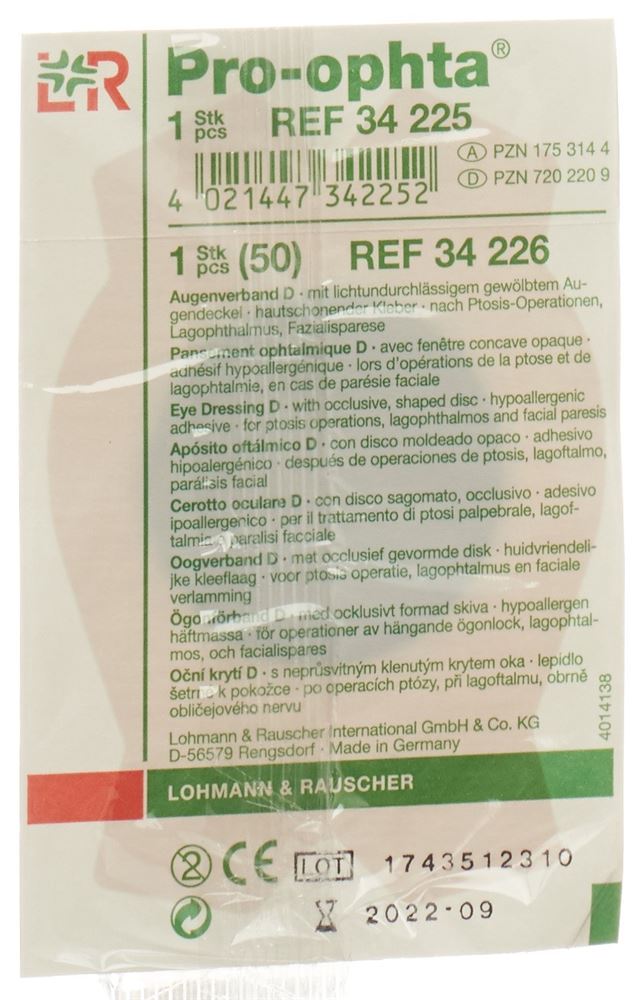 L&R
Pro-ophta®
1 Stk pcs REF 34 225
A PZN 175 314 4
D PZN 720 220 9
4 021447 342252
1 Stk pcs (50) REF 34 226
Augenverband D · mit lichtundurchlässigem gewölbtem Au-
gendeckel · hautschonender Kleber · nach Ptosis-Operationen,
Lagophthalmus, Fazialisparese
Pansement ophtalmique D · avec fenêtre concave opaque ·
adhésif hypoallergénique · lors d'opérations de la ptose et de
lagophtalmie, en cas de parésie faciale
Eye Dressing D · with occlusive, shaped disc · hypoallergenic
adhesive · for ptosis operations, lagophthalmos and facial paresis
Apósito oftálmico D · con disco moldeado opaco · adhesivo
hipoalergénico · después de operaciones de ptosis, lagoftalmo,
parálisis facial
Cerotto oculare D · con disco sagomato, occlusivo · adesivo
ipoallergenico · per il trattamento di ptosi palpebrale, lagof-
talmia e paralisi facciale
Oogverband D · met occlusief gevormde disk · huidvriendeli-
jke kleeflaag · voor ptosis operatie, lagophtalmus en faciale
verlamming
Ögonförband D · med ocklusivt formad skiva · hypoallergen
häftmassa · för operationer av hängande ögonlock, lagophtal-
mos, och facialispares
Oční krytí D · s neprůsvitným klenutým krytem oka · lepidlo
šetrné k pokožce · po operacích ptózy, při lagoftalmu, obrně
obličejového nervu
Lohmann & Rauscher International GmbH & Co. KG
D-56579 Rengsdorf · Made in Germany
4014138
LOHMANN & RAUSCHER
2 CE LOT 1743512310
2022-09